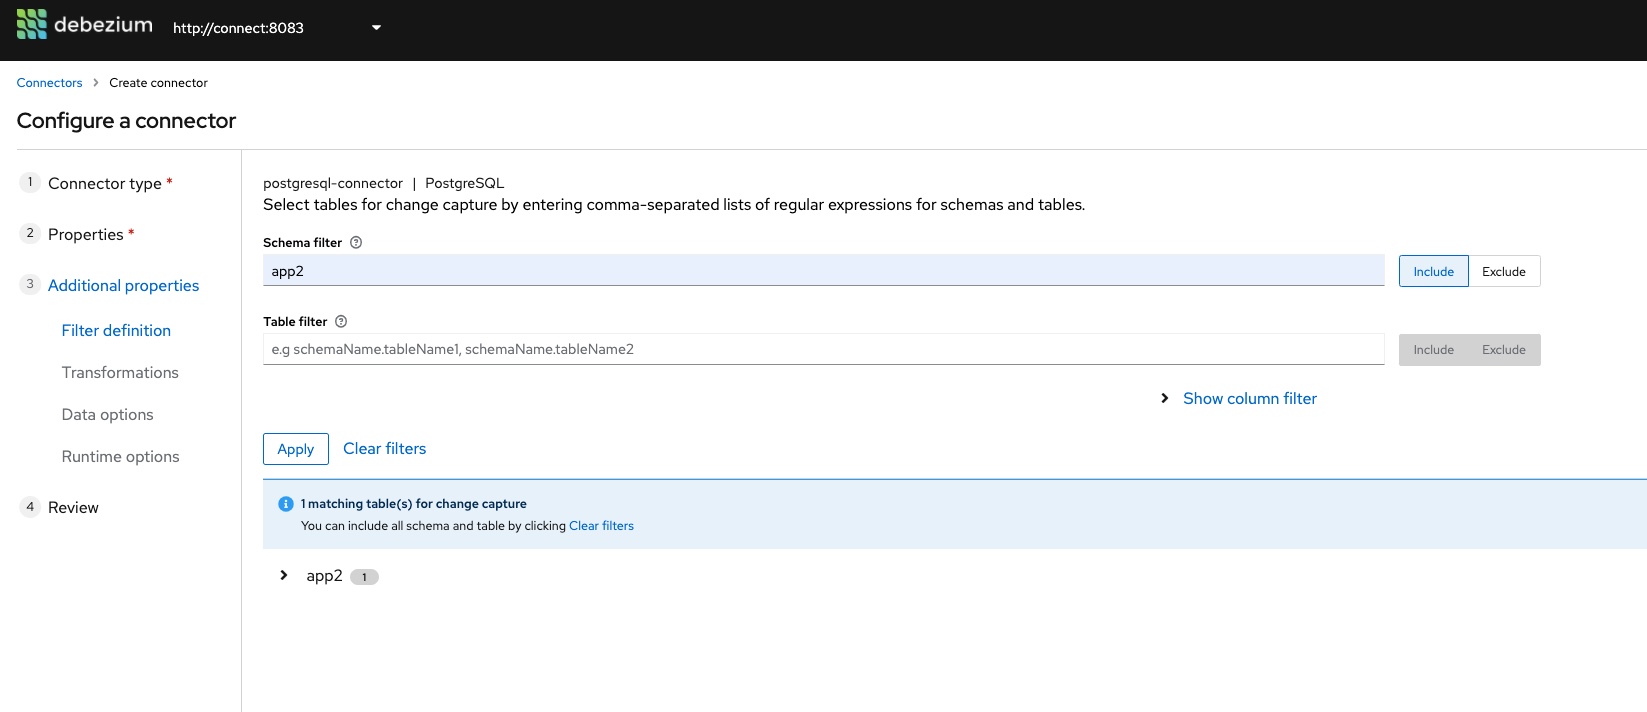 debezium http://connect:8083
Connectors > Create connector
Configure a connector
1 Connector type *
2 Properties *
3 Additional properties
Filter definition
Transformations
Data options
Runtime options
4 Review
postgresql-connector | PostgreSQL
Select tables for change capture by entering comma-separated lists of regular expressions for schemas and tables.
Schema filter
app2 Include Exclude
Table filter
e.g schemaName.tableName1, schemaName.tableName2 Include Exclude
Show column filter
Apply Clear filters
1 matching table(s) for change capture
You can include all schema and table by clicking Clear filters
app2 1